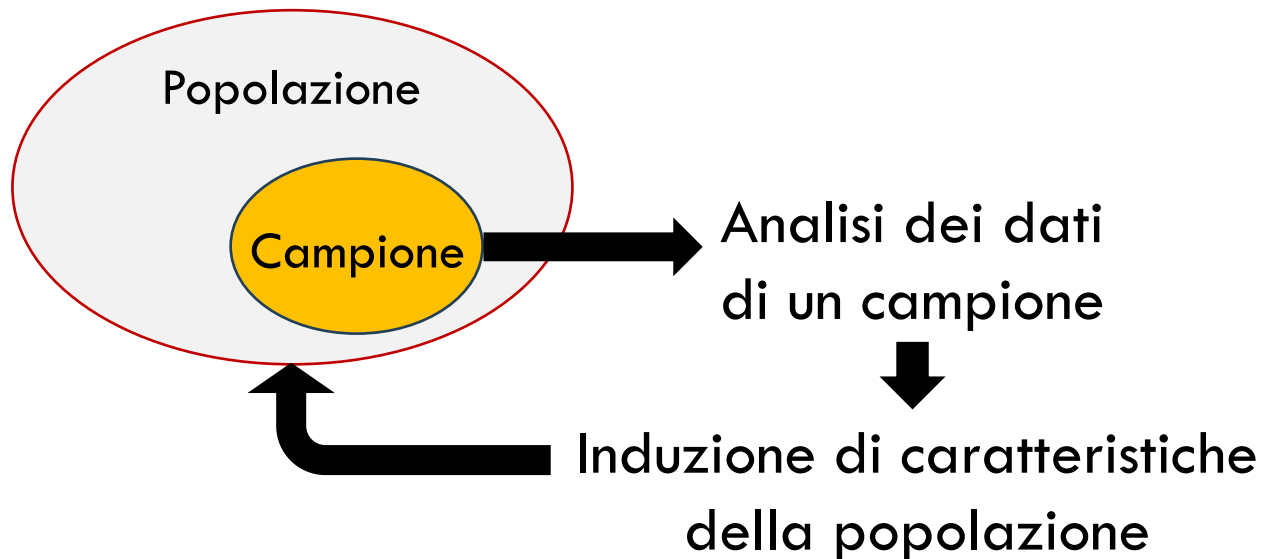 Popolazione
Campione
Analisi dei dati
di un campione
Induzione di caratteristiche
della popolazione